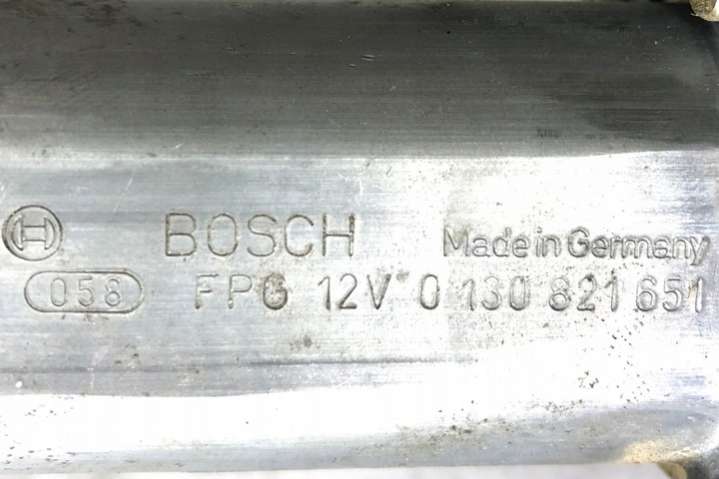 BOSCH Made in Germany
058 FPG 12V 0 130 821 651